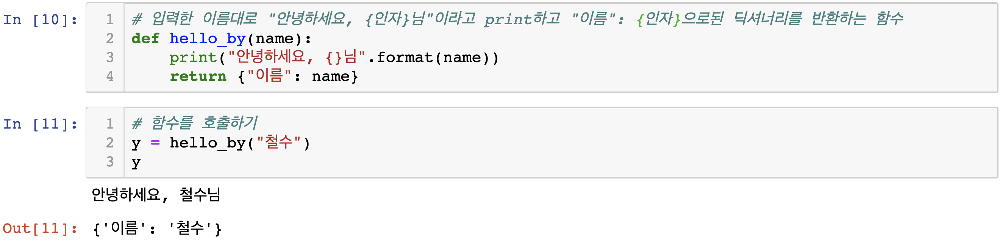 In [10]:
1 # 입력한 이름대로 "안녕하세요, {인자}님"이라고 print하고 "이름": {인자}으로된 딕셔너리를 반환하는 함수
2 def hello_by(name):
3     print("안녕하세요, {}님".format(name))
4     return {"이름": name}
In [11]:
1 # 함수를 호출하기
2 y = hello_by("철수")
3 y
안녕하세요, 철수님
Out[11]: {'이름': '철수'}